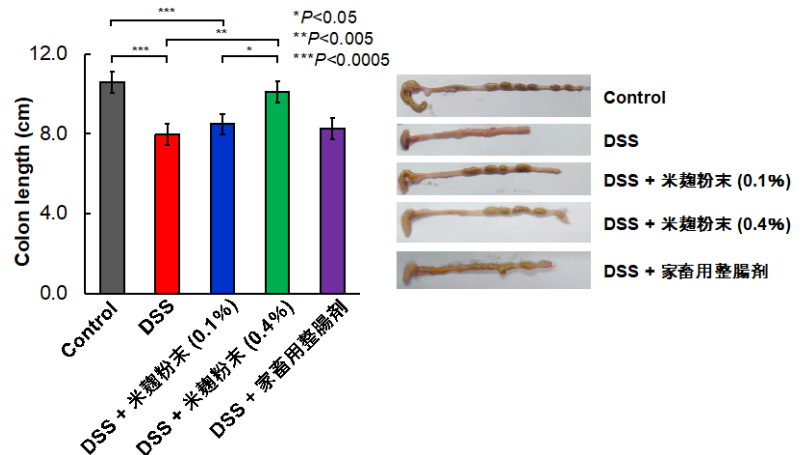 ***
*P<0.05
**
**P<0.005
***
*
***P<0.0005
12.0
8.0
4.0
0.0
Colon length (cm)
Control
DSS
DSS + 米麹粉末 (0.1%)
DSS + 米麹粉末 (0.4%)
DSS + 家畜用整腸剤
Control
DSS
DSS + 米麹粉末 (0.1%)
DSS + 米麹粉末 (0.4%)
DSS + 家畜用整腸剤